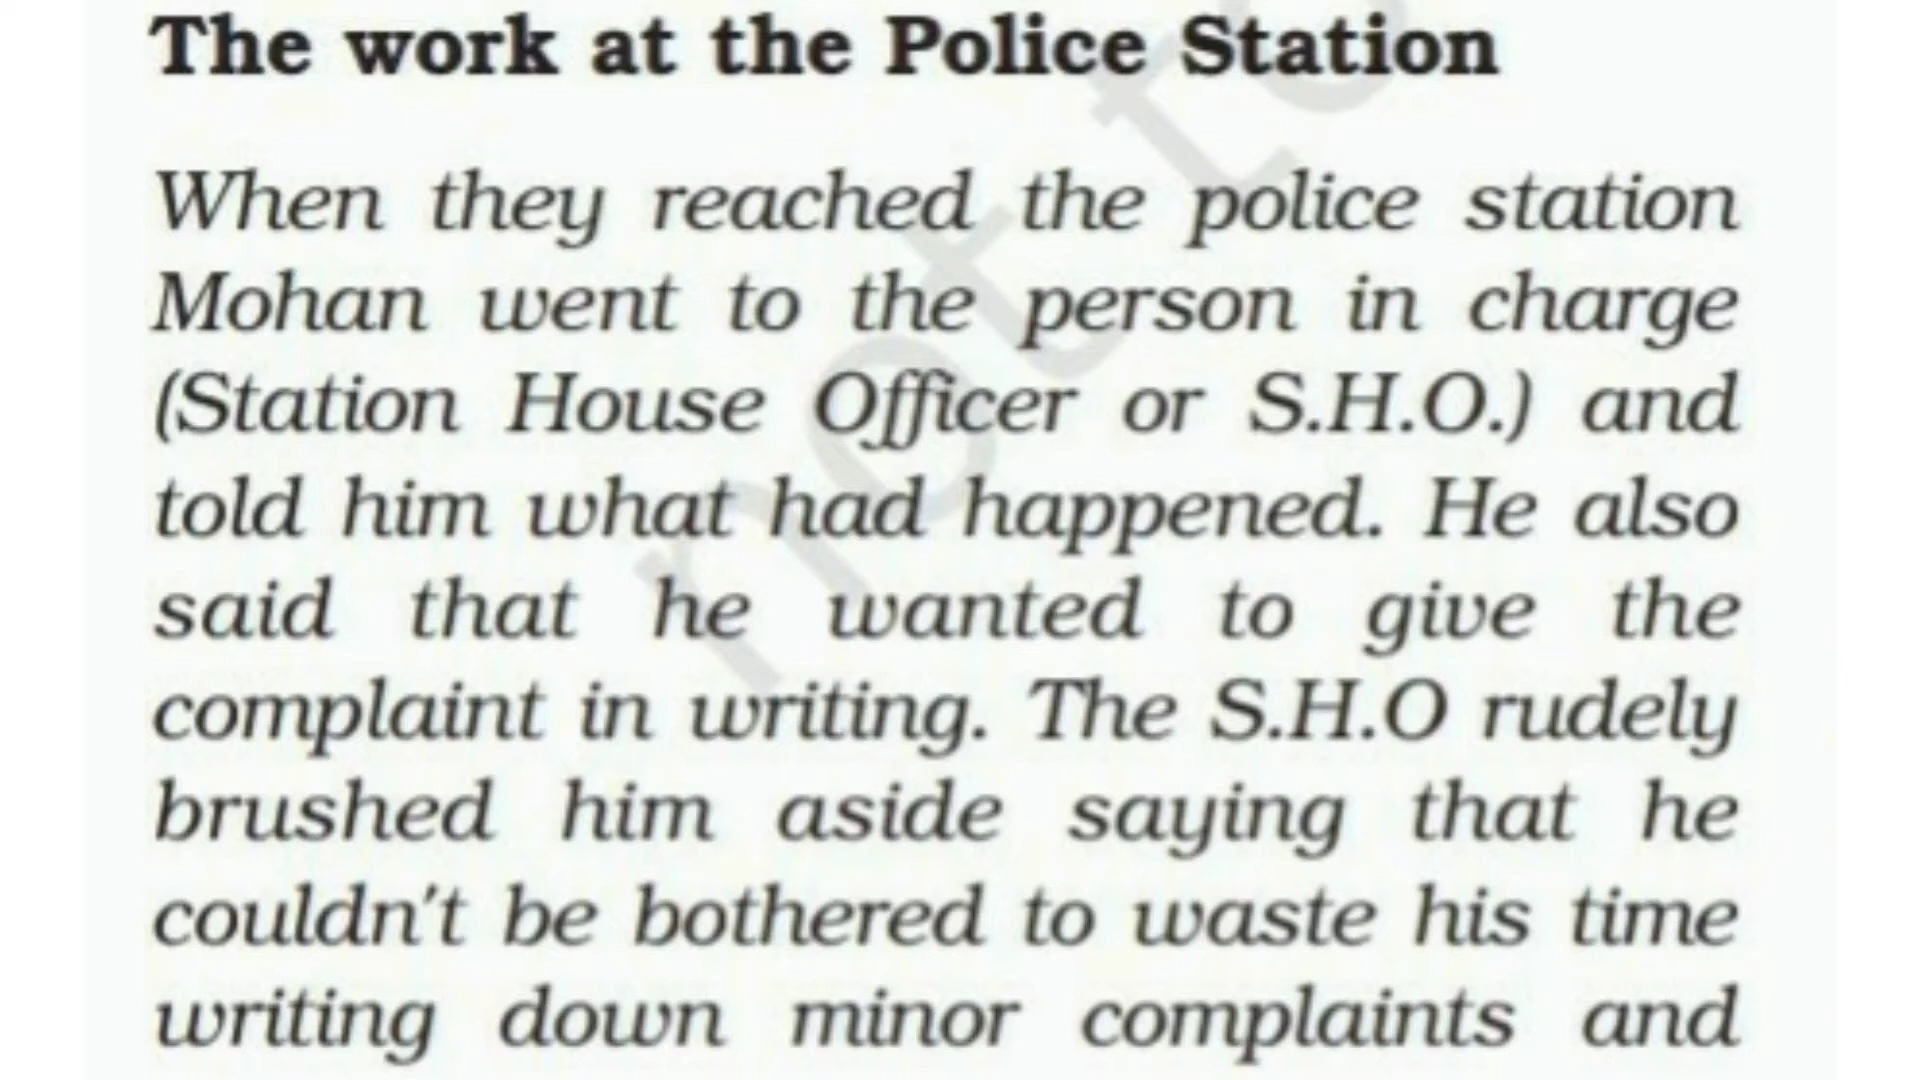 The work at the Police Station
When they reached the police station
Mohan went to the person in charge
(Station House Officer or S.H.O.) and
told him what had happened. He also
said that he wanted to give the
complaint in writing. The S.H.O rudely
brushed him aside saying that he
couldn't be bothered to waste his time
writing down minor complaints and
not t